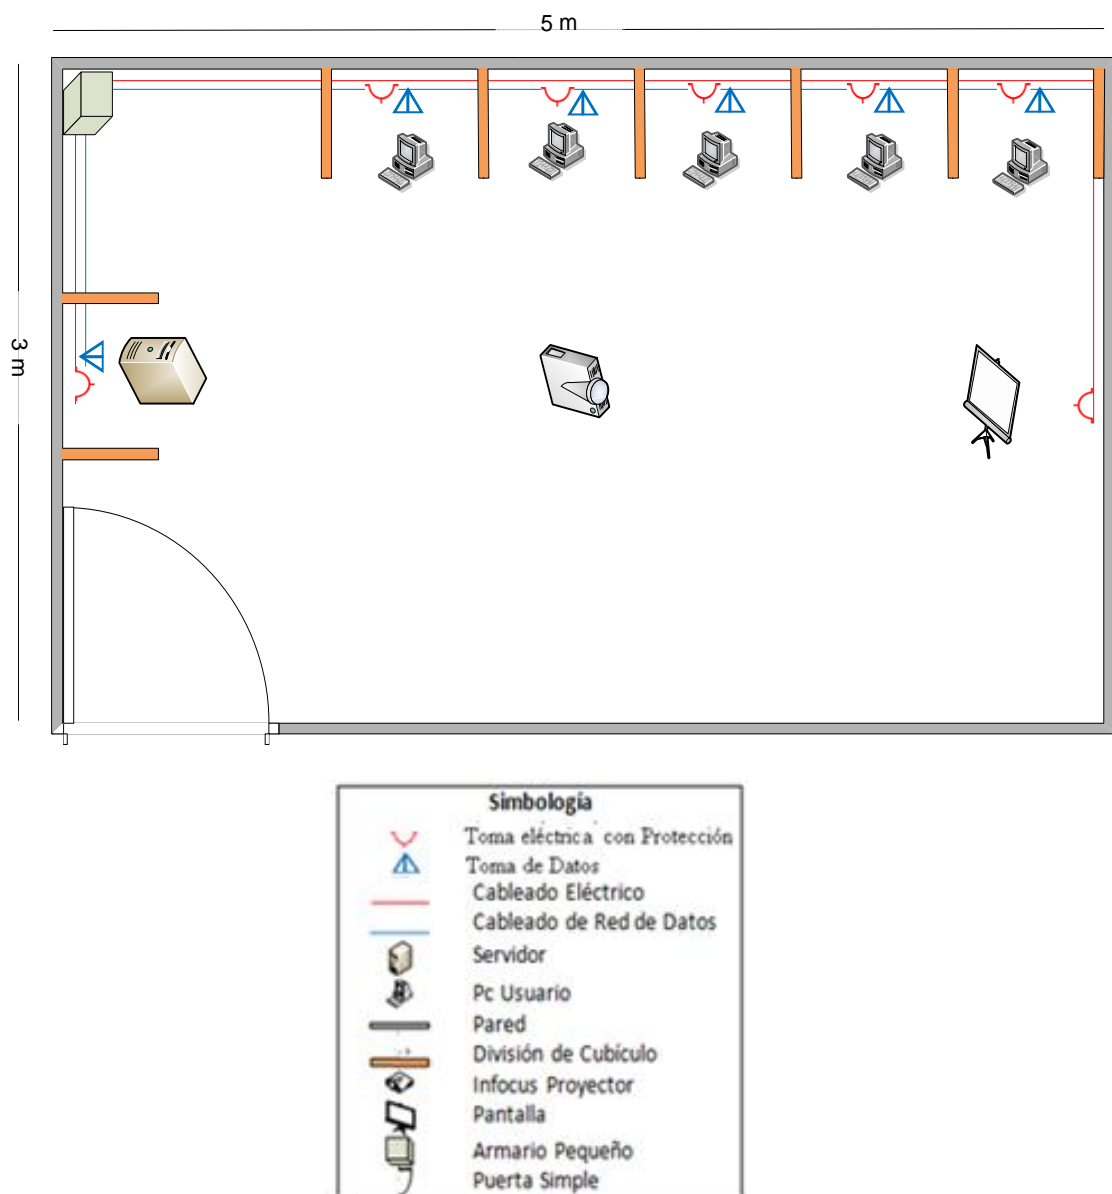 5 m
3 m
Simbología
Toma eléctrica con Protección
Toma de Datos
Cableado Eléctrico
Cableado de Red de Datos
Servidor
Pc Usuario
Pared
División de Cubículo
Infocus Proyector
Pantalla
Armario Pequeño
Puerta Simple